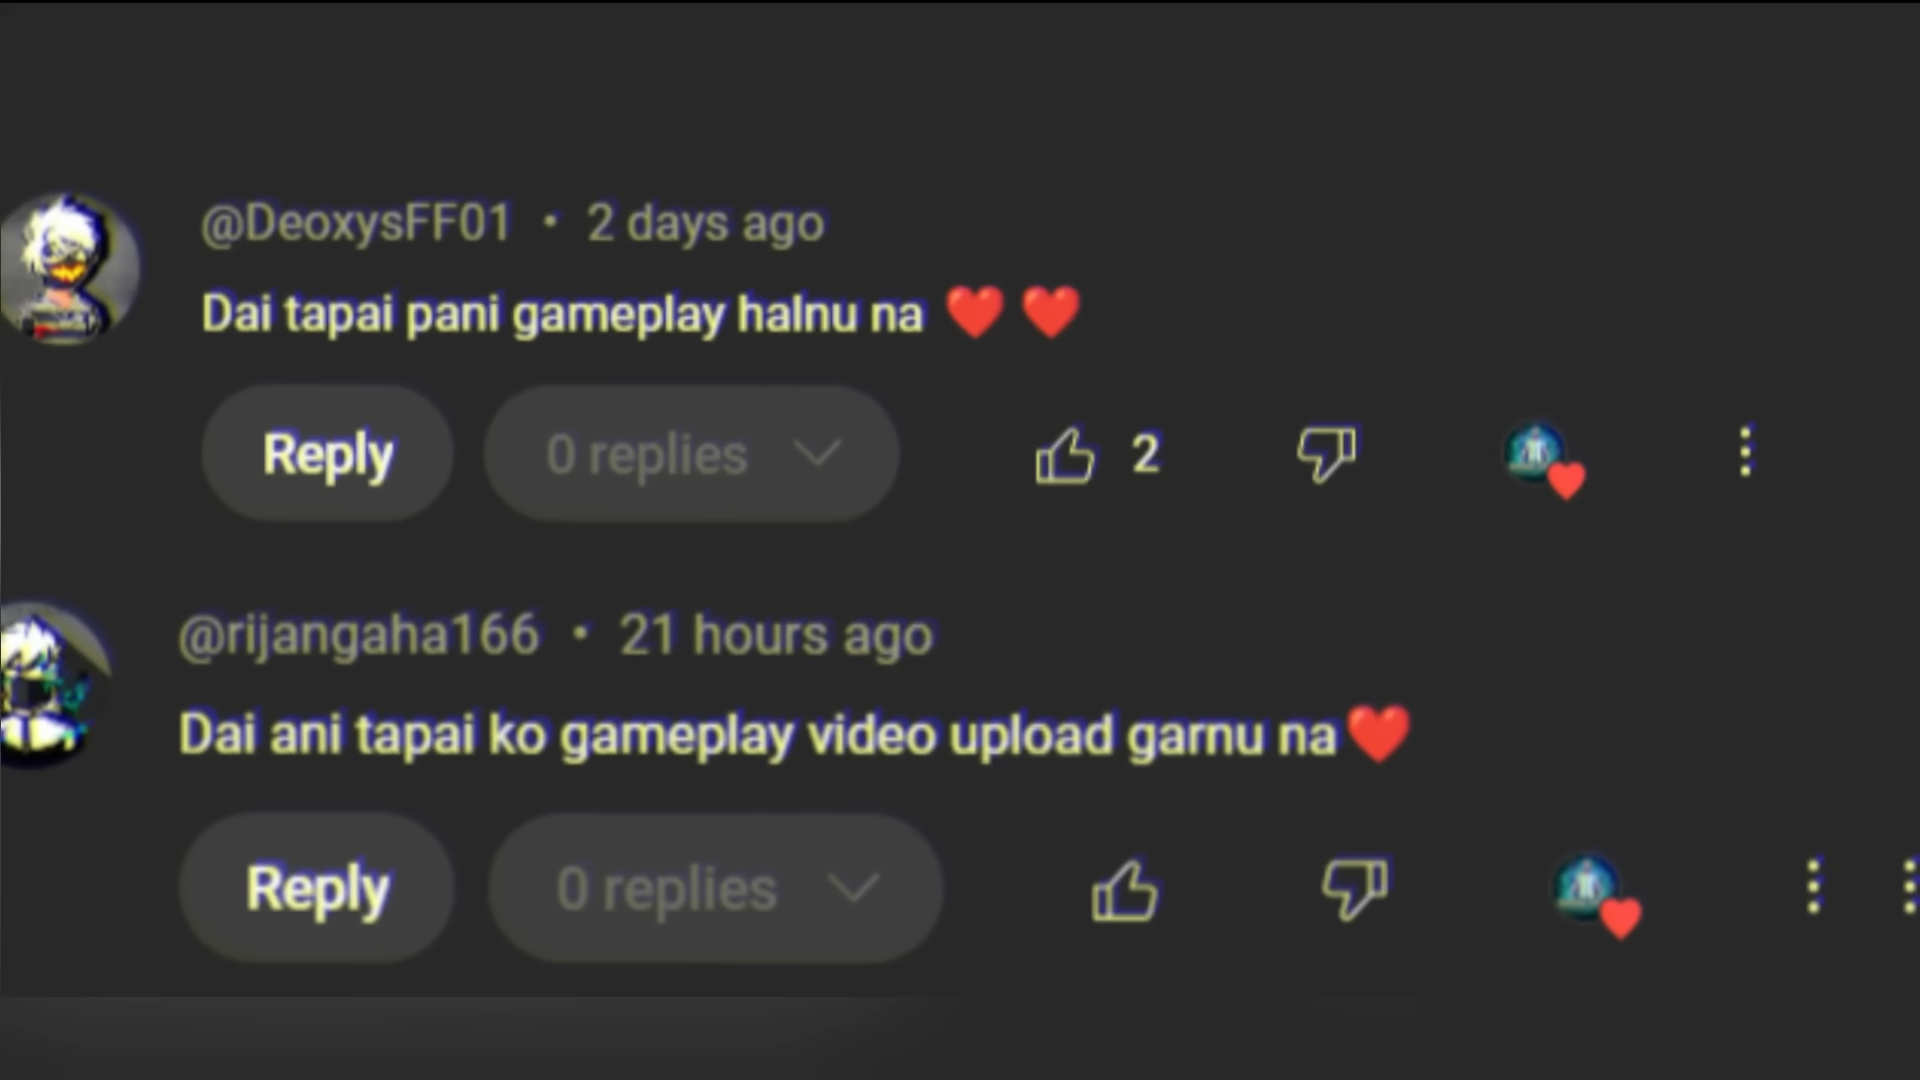 @DeoxysFF01 • 2 days ago
Dai tapai pani gameplay halnu na ❤️ ❤️
Reply 0 replies 2
@rijangaha166 • 21 hours ago
Dai ani tapai ko gameplay video upload garnu na❤️
Reply 0 replies